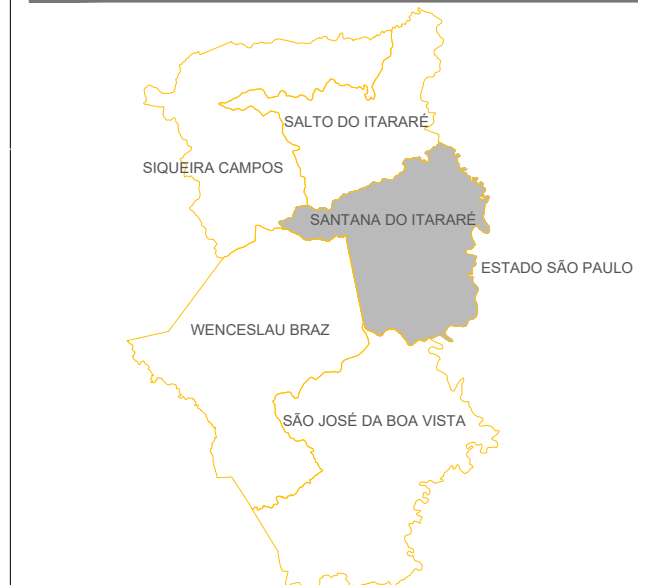 SALTO DO ITARARÉ
SIQUEIRA CAMPOS
SANTANA DO ITARARÉ
ESTADO SÃO PAULO
WENCESLAU BRAZ
SÃO JOSÉ DA BOA VISTA